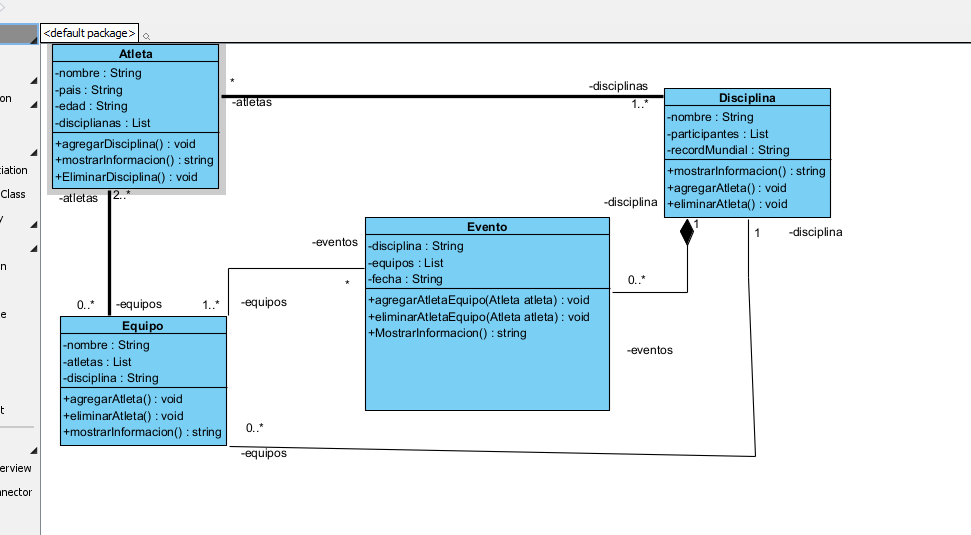 <default package>
Atleta
-nombre : String
-pais : String
-edad : String
-disciplianas : List
+agregarDisciplina() : void
+mostrarInformacion() : string
+EliminarDisciplina() : void
*
-atletas
-disciplinas
1..*
Disciplina
-nombre : String
-participantes : List
-recordMundial : String
+mostrarInformacion() : string
+agregarAtleta() : void
+eliminarAtleta() : void
-atletas
2..*
-disciplina
1
1
-disciplina
Evento
-disciplina : String
-equipos : List
-fecha : String
+agregarAtletaEquipo(Atleta atleta) : void
+eliminarAtletaEquipo(Atleta atleta) : void
+MostrarInformacion() : string
-eventos
*
0..*
-eventos
0..*
-equipos
1..*
-equipos
Equipo
-nombre : String
-atletas : List
-disciplina : String
+agregarAtleta() : void
+eliminarAtleta() : void
+mostrarInformacion() : string
0..*
-equipos
on
iation
Class
y
n
e
t
erview
nnector